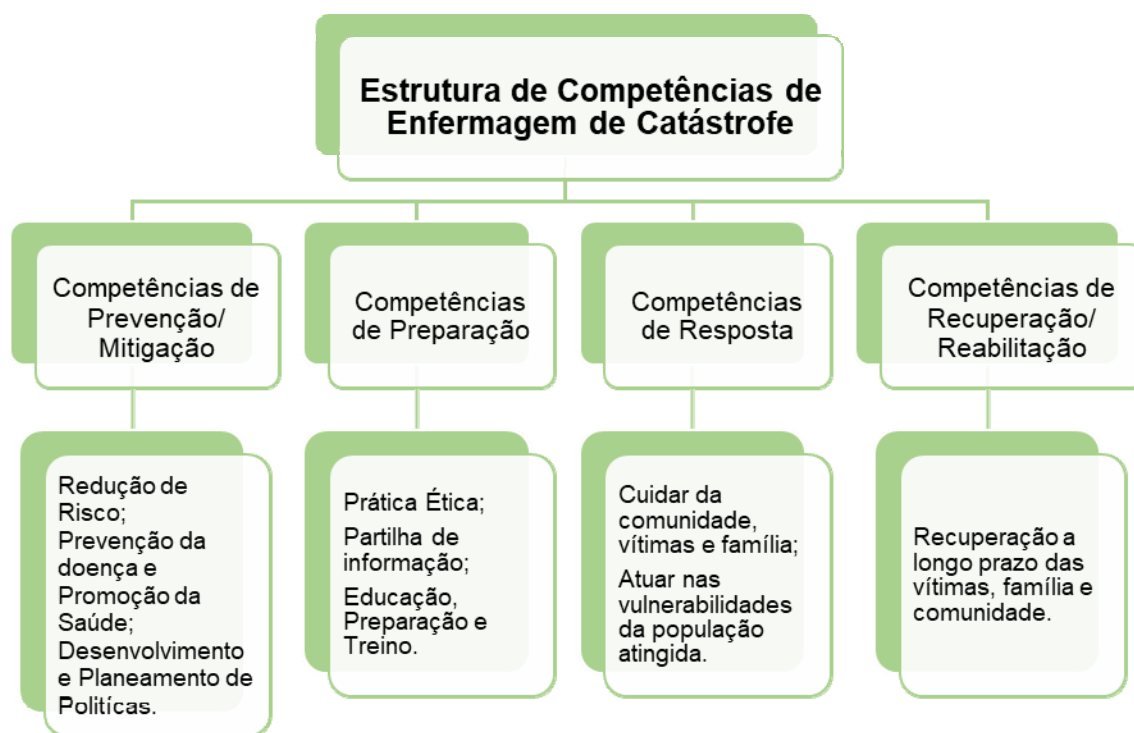 Estrutura de Competências de
Enfermagem de Catástrofe
Competências de
Prevenção/
Mitigação
Competências
de Preparação
Competências
de Resposta
Competências de
Recuperação/
Reabilitação
Redução de
Risco;
Prevenção da
doença e
Promoção da
Saúde;
Desenvolvimento
e Planeamento de
Politícas.
Prática Ética;
Partilha de
informação;
Educação,
Preparação e
Treino.
Cuidar da
comunidade,
vítimas e família;
Atuar nas
vulnerabilidades
da população
atingida.
Recuperação a
longo prazo das
vítimas, família e
comunidade.